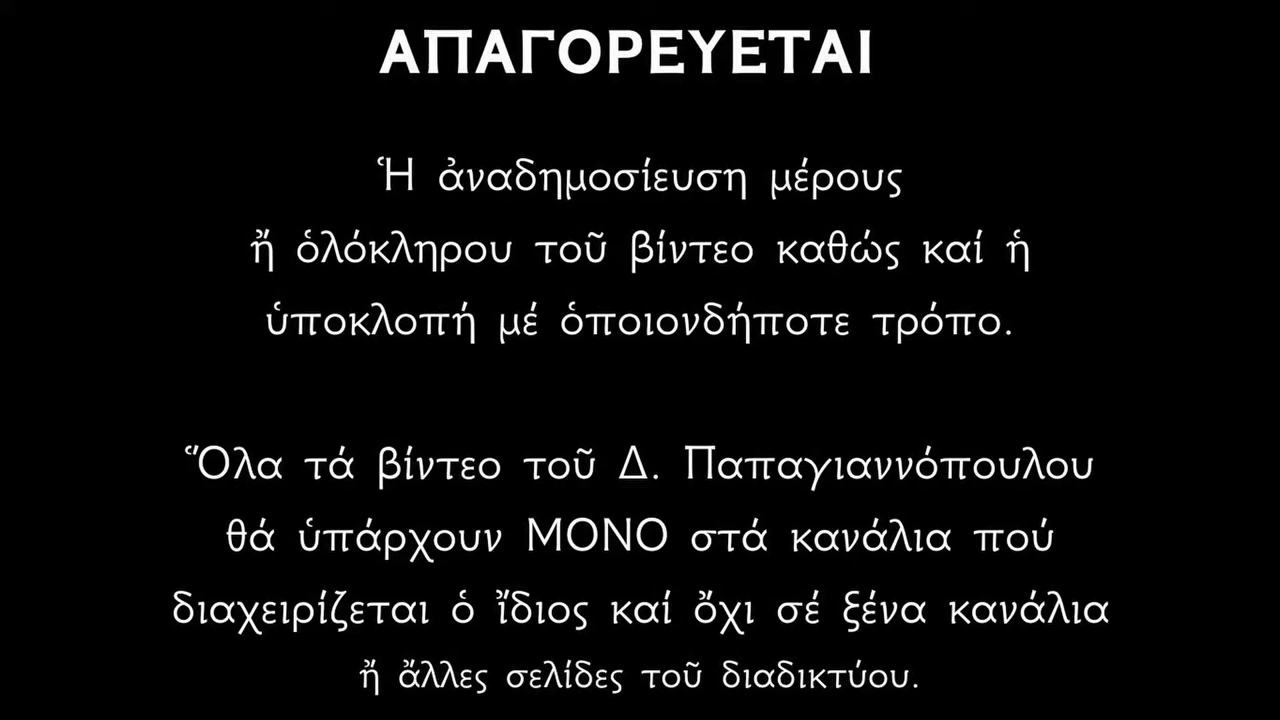 ΑΠΑΓΟΡΕΥΕΤΑΙ
Ἡ ἀναδημοσίευση μέρους
ἤ ὁλόκληρου τοῦ βίντεο καθώς καί ἡ
ὑποκλοπή μέ ὁποιονδήποτε τρόπο.
Ὅλα τά βίντεο τοῦ Δ. Παπαγιαννόπουλου
θά ὑπάρχουν ΜΟΝΟ στά κανάλια πού
διαχειρίζεται ὁ ἴδιος καί ὄχι σέ ξένα κανάλια
ἤ ἄλλες σελίδες τοῦ διαδικτύου.